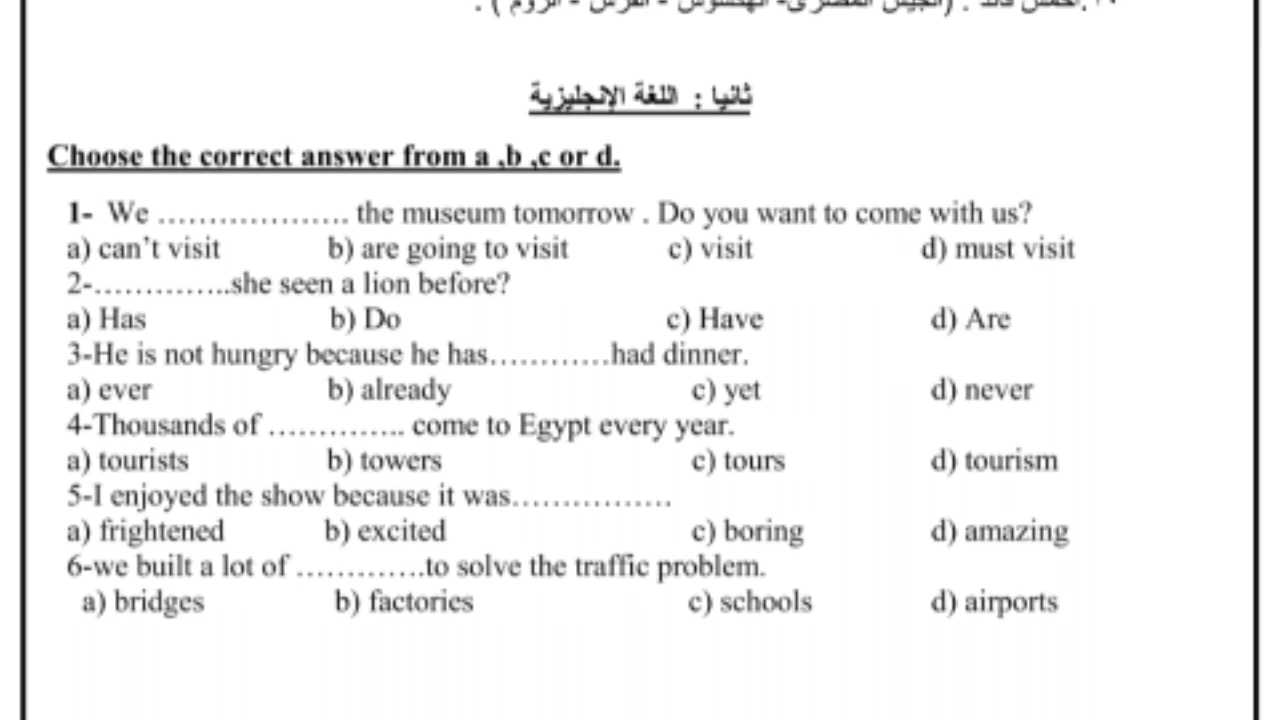 ثانيا : اللغة الإنجليزية
Choose the correct answer from a ,b ,c or d.
1- We ………………… the museum tomorrow . Do you want to come with us?
a) can’t visit b) are going to visit c) visit d) must visit
2-…………..she seen a lion before?
a) Has b) Do c) Have d) Are
3-He is not hungry because he has…………had dinner.
a) ever b) already c) yet d) never
4-Thousands of ………….. come to Egypt every year.
a) tourists b) towers c) tours d) tourism
5-I enjoyed the show because it was…………….
a) frightened b) excited c) boring d) amazing
6-we built a lot of ………….to solve the traffic problem.
a) bridges b) factories c) schools d) airports